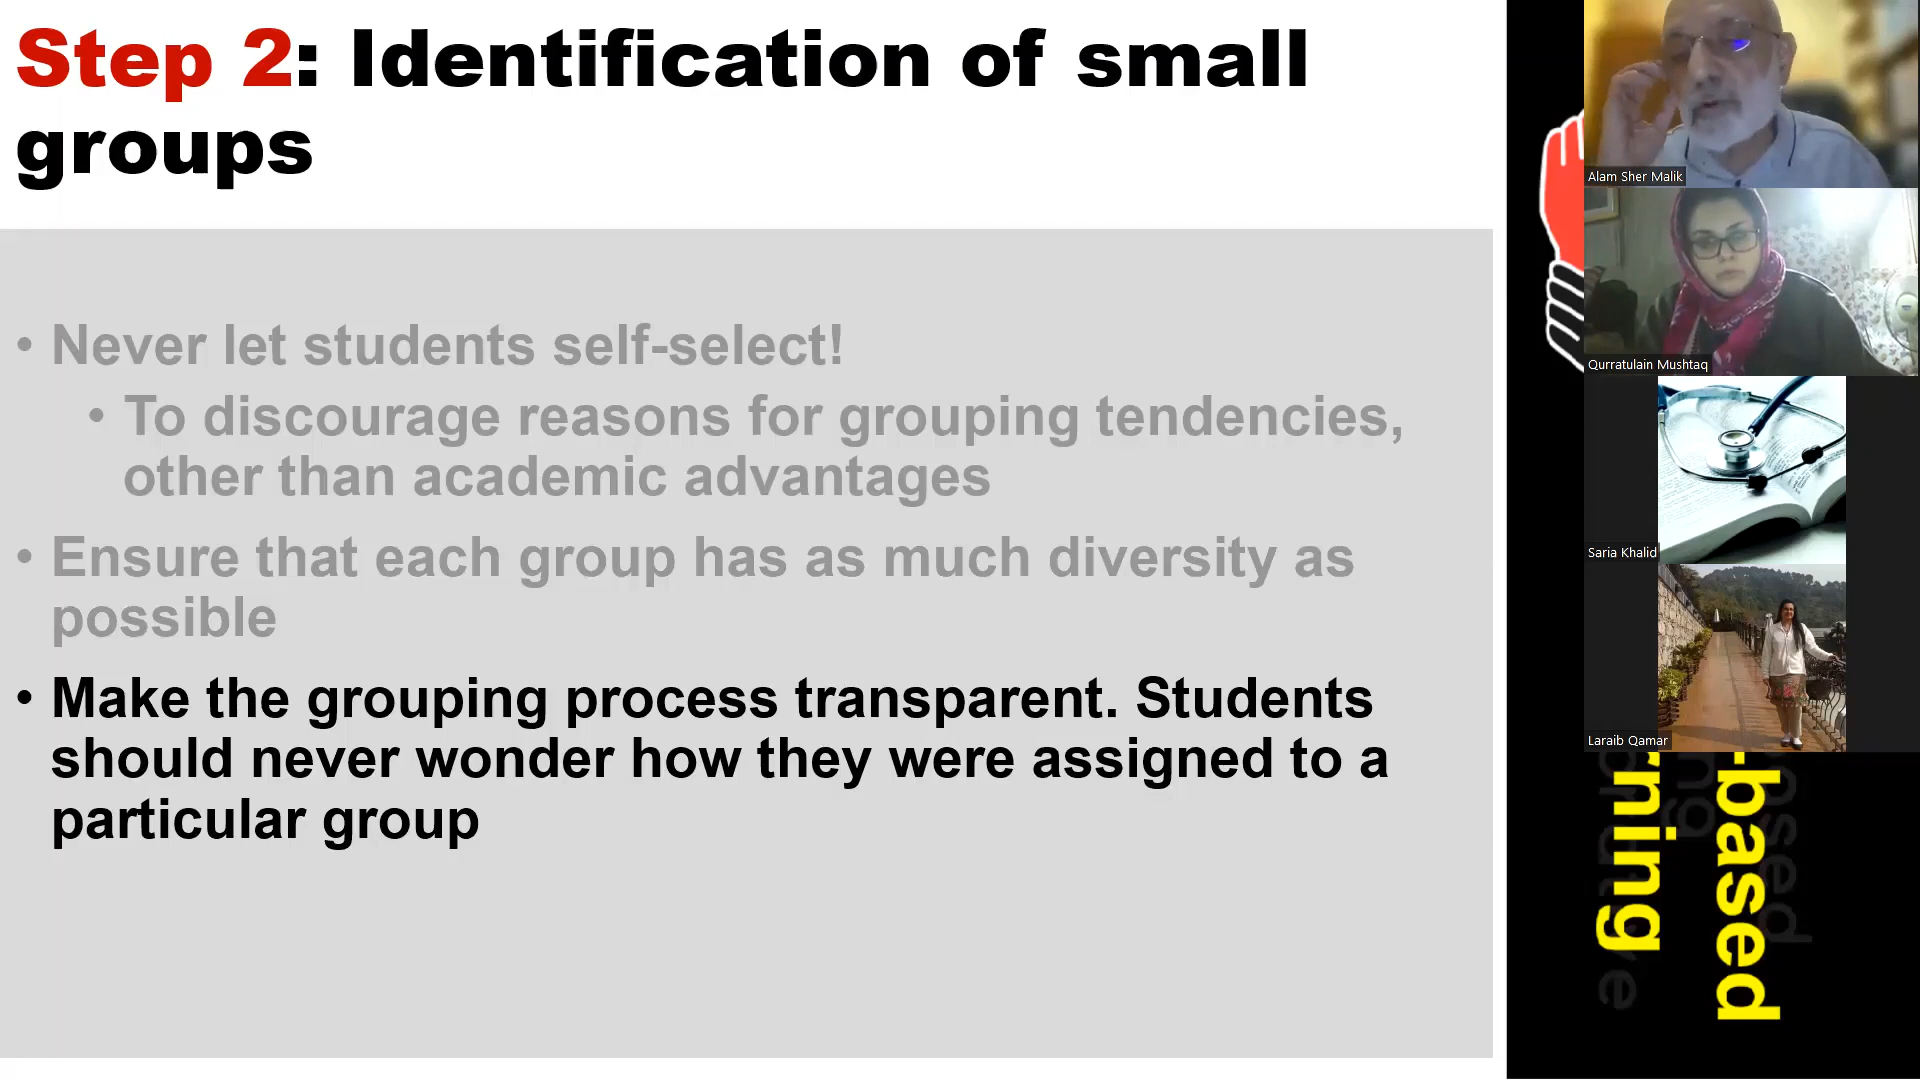 Step 2: Identification of small
groups
• Never let students self-select!
• To discourage reasons for grouping tendencies,
other than academic advantages
• Ensure that each group has as much diversity as
possible
• Make the grouping process transparent. Students
should never wonder how they were assigned to a
particular group
Alam Sher Malik
Qurratulain Mushtaq
Saria Khalid
Laraib Qamar
-based
rning